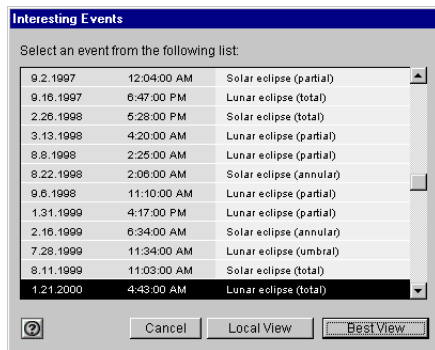 Interesting Events
Select an event from the following list:
9.2.1997 12:04:00 AM Solar eclipse (partial)
9.16.1997 6:47:00 PM Lunar eclipse (total)
2.26.1998 5:28:00 PM Solar eclipse (total)
3.13.1998 4:20:00 AM Lunar eclipse (partial)
8.8.1998 2:25:00 AM Lunar eclipse (partial)
8.22.1998 2:06:00 AM Solar eclipse (annular)
9.6.1998 11:10:00 AM Lunar eclipse (partial)
1.31.1999 4:17:00 PM Lunar eclipse (partial)
2.16.1999 6:34:00 AM Solar eclipse (annular)
7.28.1999 11:34:00 AM Lunar eclipse (umbral)
8.11.1999 11:03:00 AM Solar eclipse (total)
1.21.2000 4:43:00 AM Lunar eclipse (total)
? Cancel Local View Best View